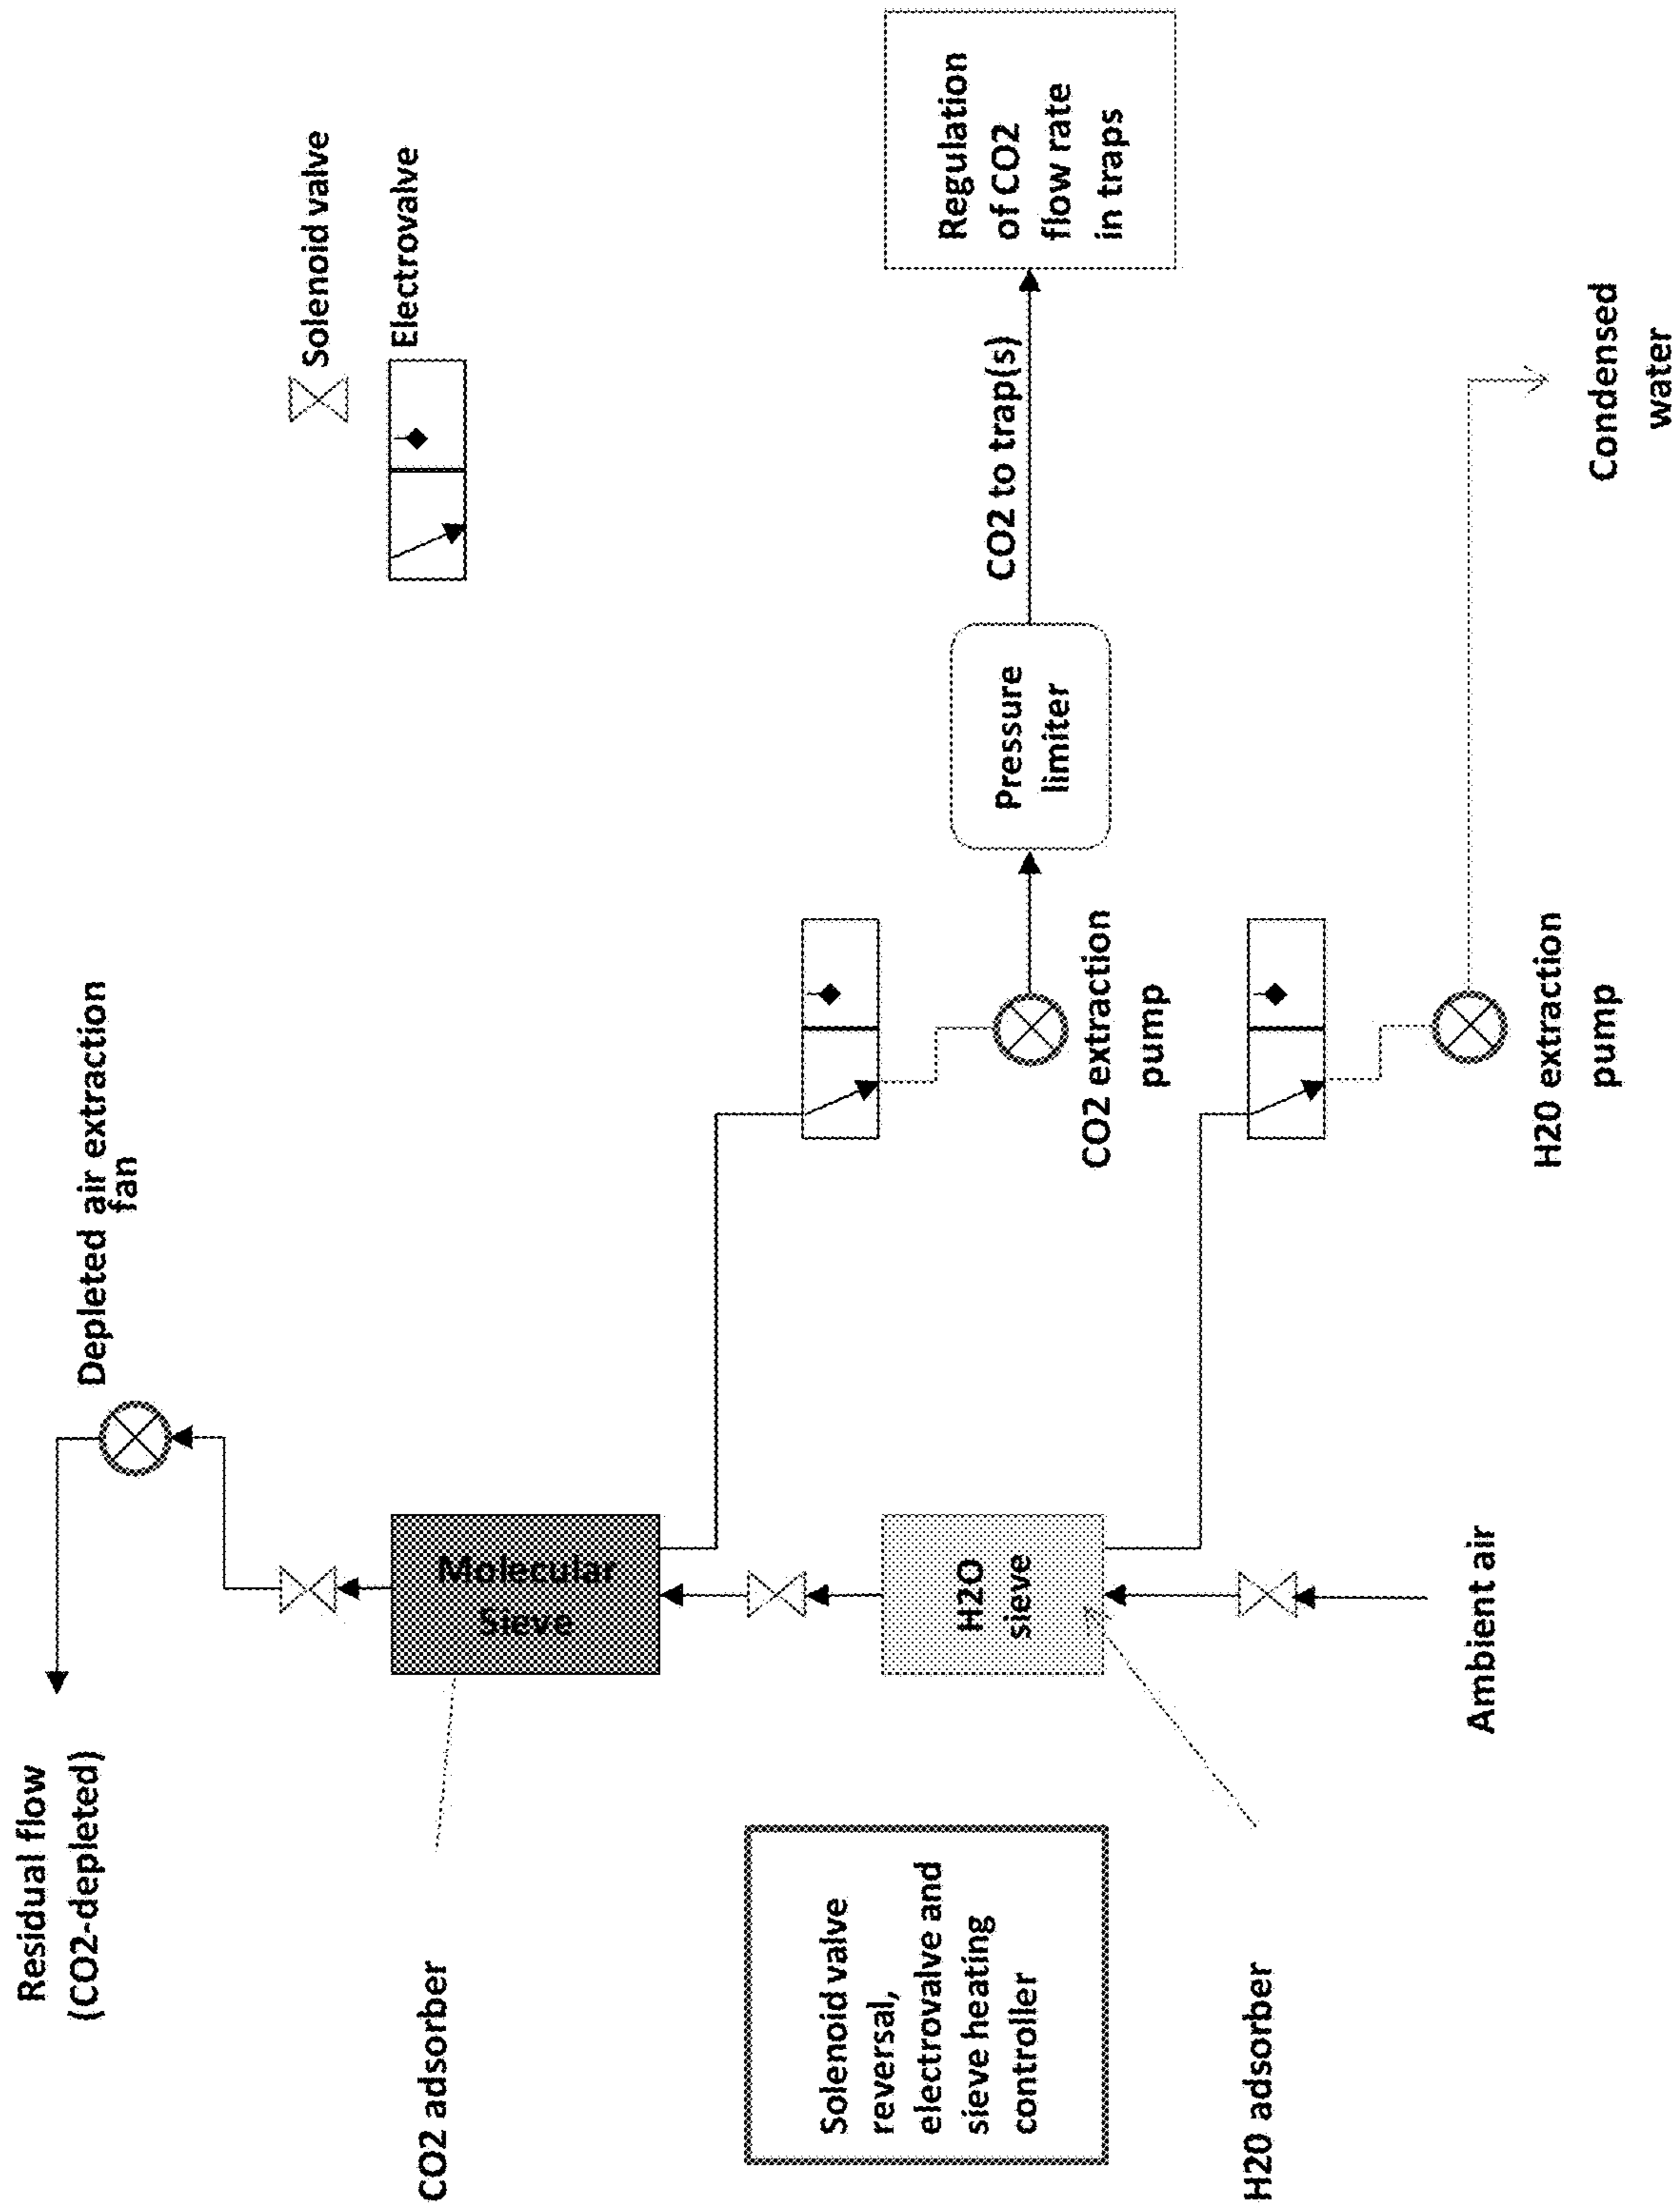 Residual flow
(CO2-depleted)
Depleted air extraction
fan
Solenoid valve
Electrovalve
CO2 adsorber
Molecular
Sieve
Solenoid valve
reversal,
electrovalve and
sieve heating
controller
H2O
sieve
CO2 extraction
pump
Pressure
limiter
CO2 to trap(s)
Regulation
of CO2
flow rate
in traps
H20 adsorber
Ambient air
H20 extraction
pump
Condensed
water